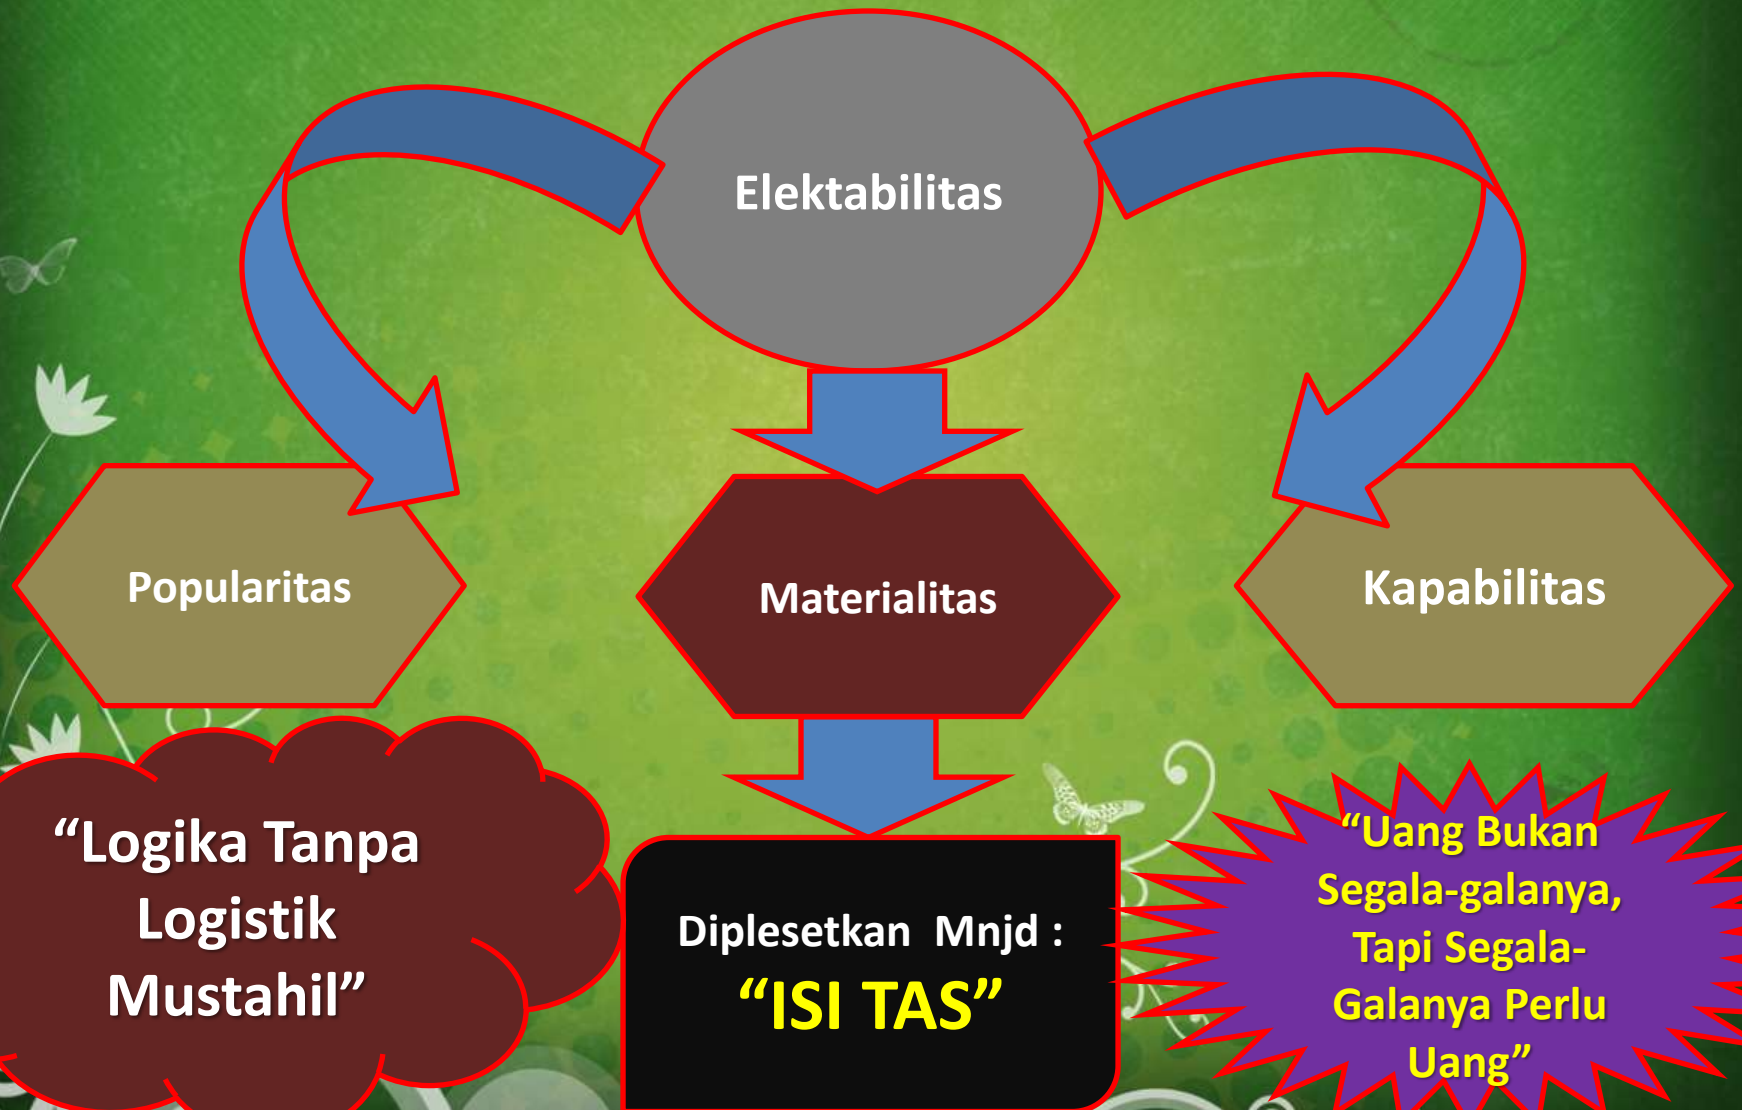 Elektabilitas
Popularitas
Materialitas
Kapabilitas
“Logika Tanpa
Logistik
Mustahil”
Diplesetkan Mnjd :
“ISI TAS”
“Uang Bukan
Segala-galanya,
Tapi Segala-
Galanya Perlu
Uang”